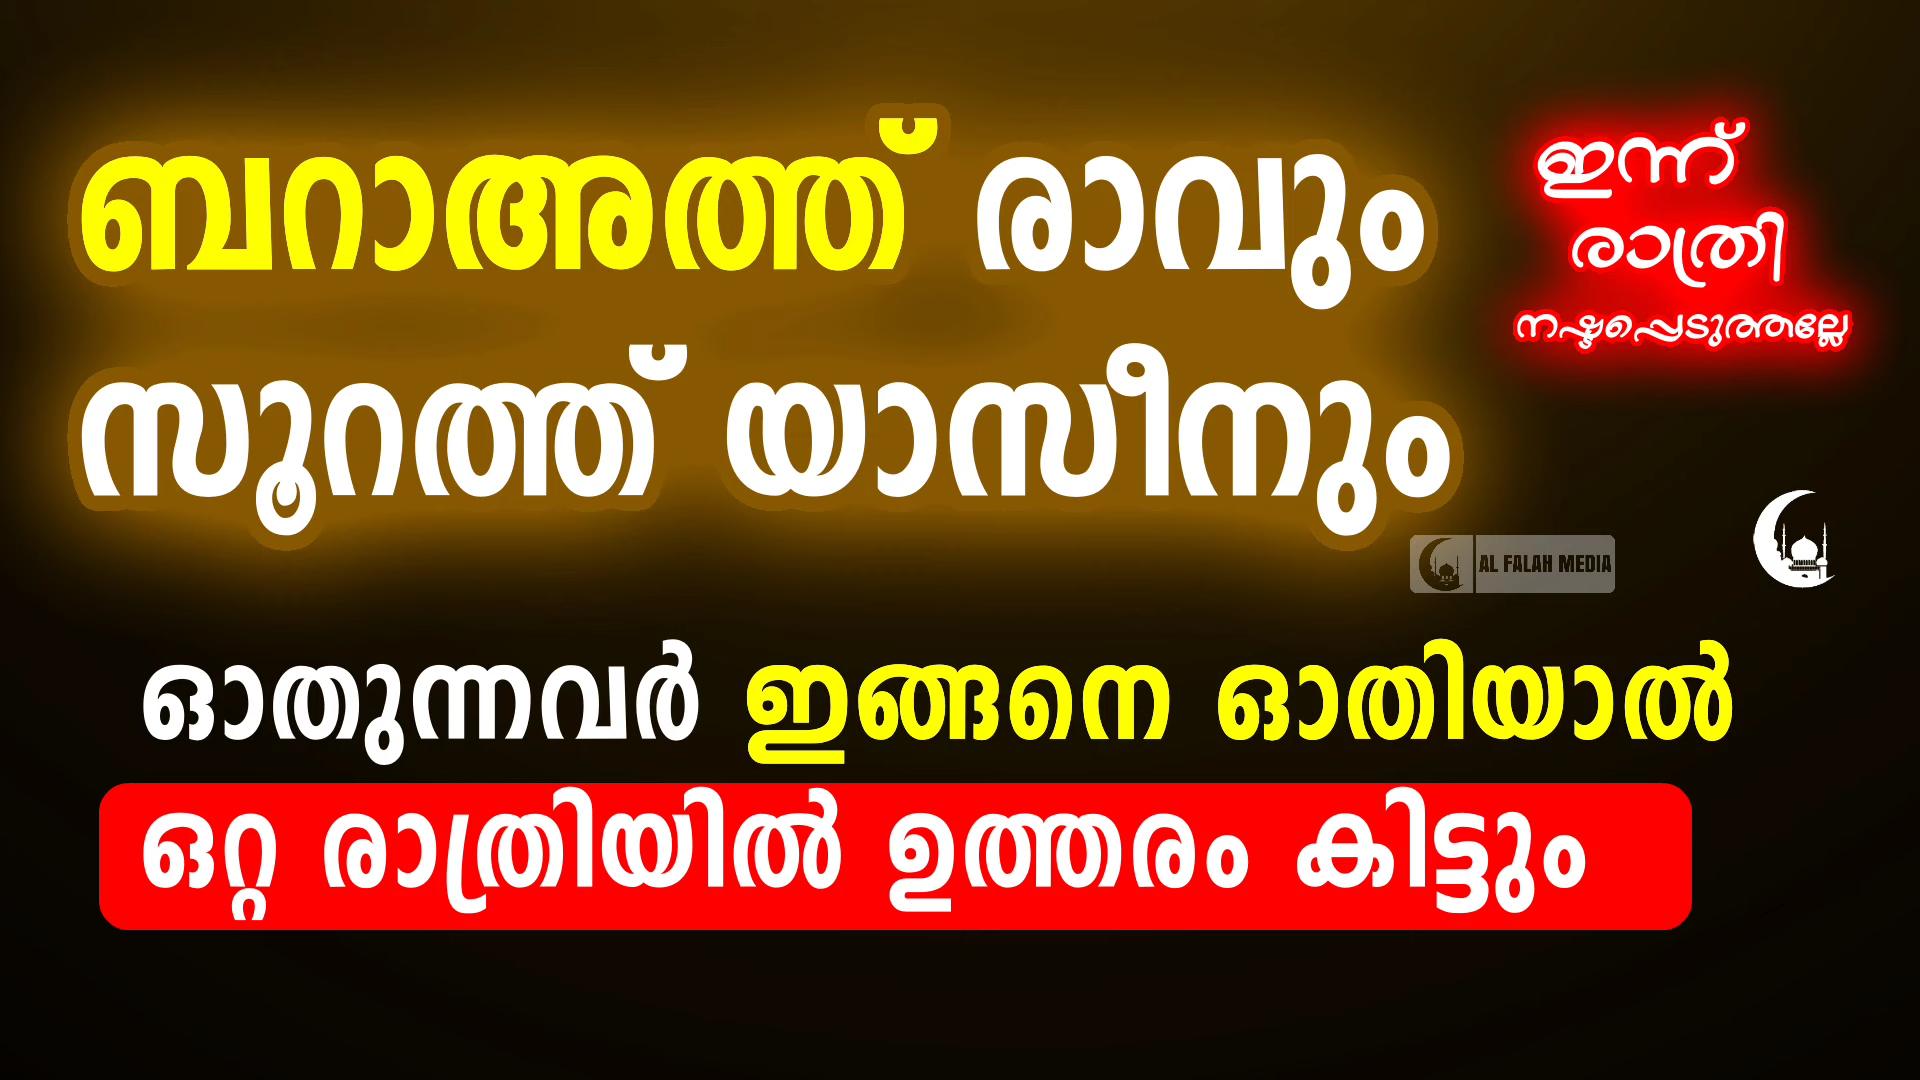 ബറാഅത്ത് രാവും
സൂറത്ത് യാസീനും
ഇന്ന്
രാത്രി
നഷ്ടപ്പെടുത്തല്ലേ
AL FALAH MEDIA
ഓതുന്നവർ ഇങ്ങനെ ഓതിയാൽ
ഒറ്റ രാത്രിയിൽ ഉത്തരം കിട്ടും